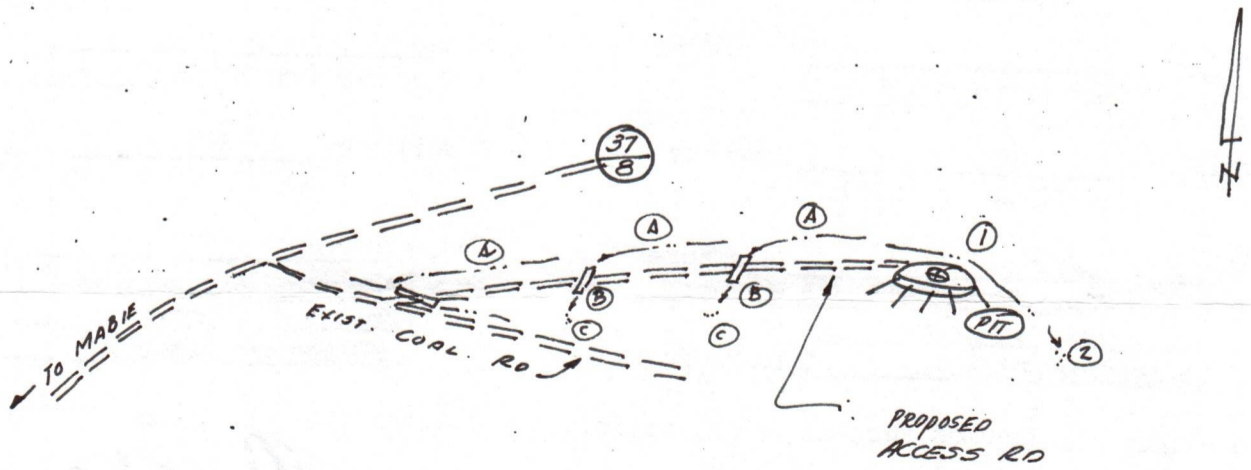 37
8
N
A
A
A
1
B
B
C
C
PIT
2
TO MABIE
EXIST. COAL. RD
PROPOSED
ACCESS RD